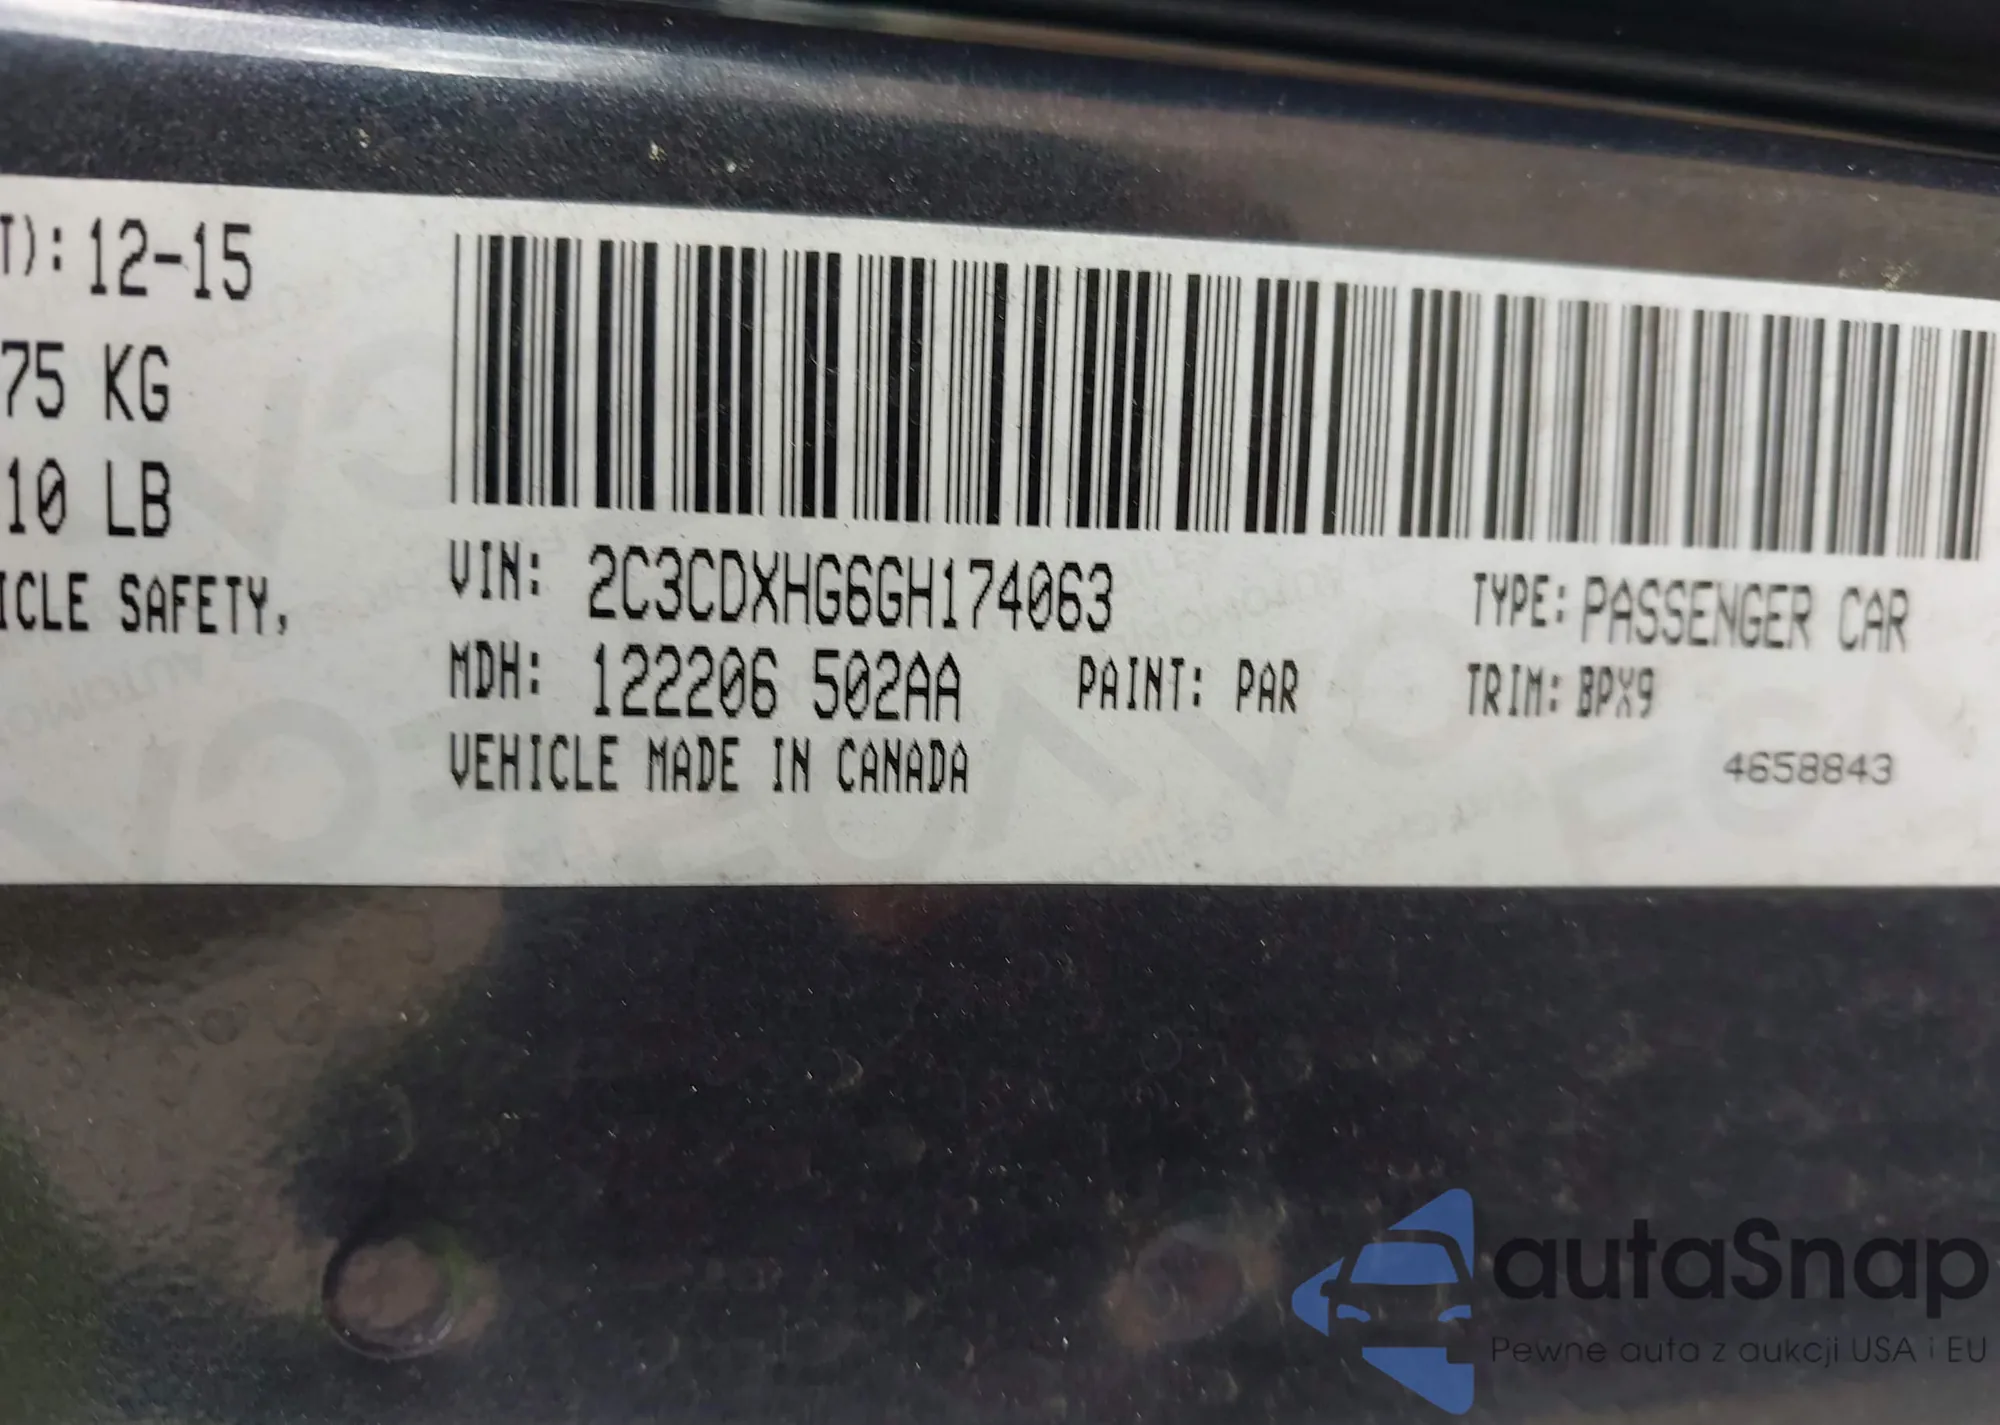 T): 12-15
75 KG
10 LB
ICLE SAFETY,
VIN: 2C3CDXHG6GH174063
TYPE: PASSENGER CAR
MDH: 122206 502AA
PAINT: PAR
TRIM: BPX9
VEHICLE MADE IN CANADA
4658843
autaSnap
Pewne auta z aukcji USA i EU